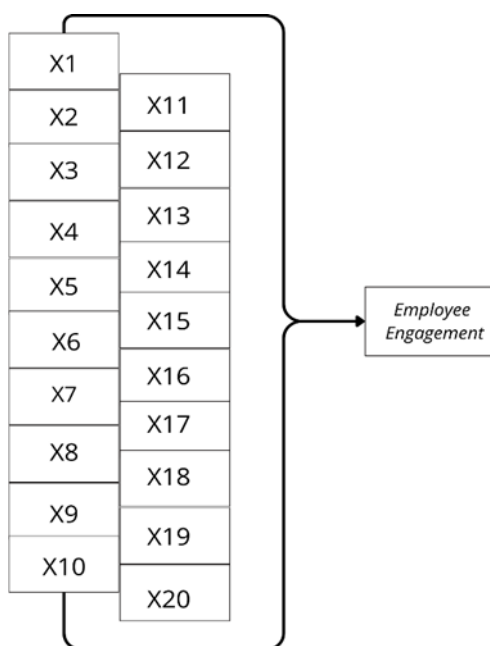 X1
X2
X3
X4
X5
X6
X7
X8
X9
X10
X11
X12
X13
X14
X15
X16
X17
X18
X19
X20
Employee
Engagement